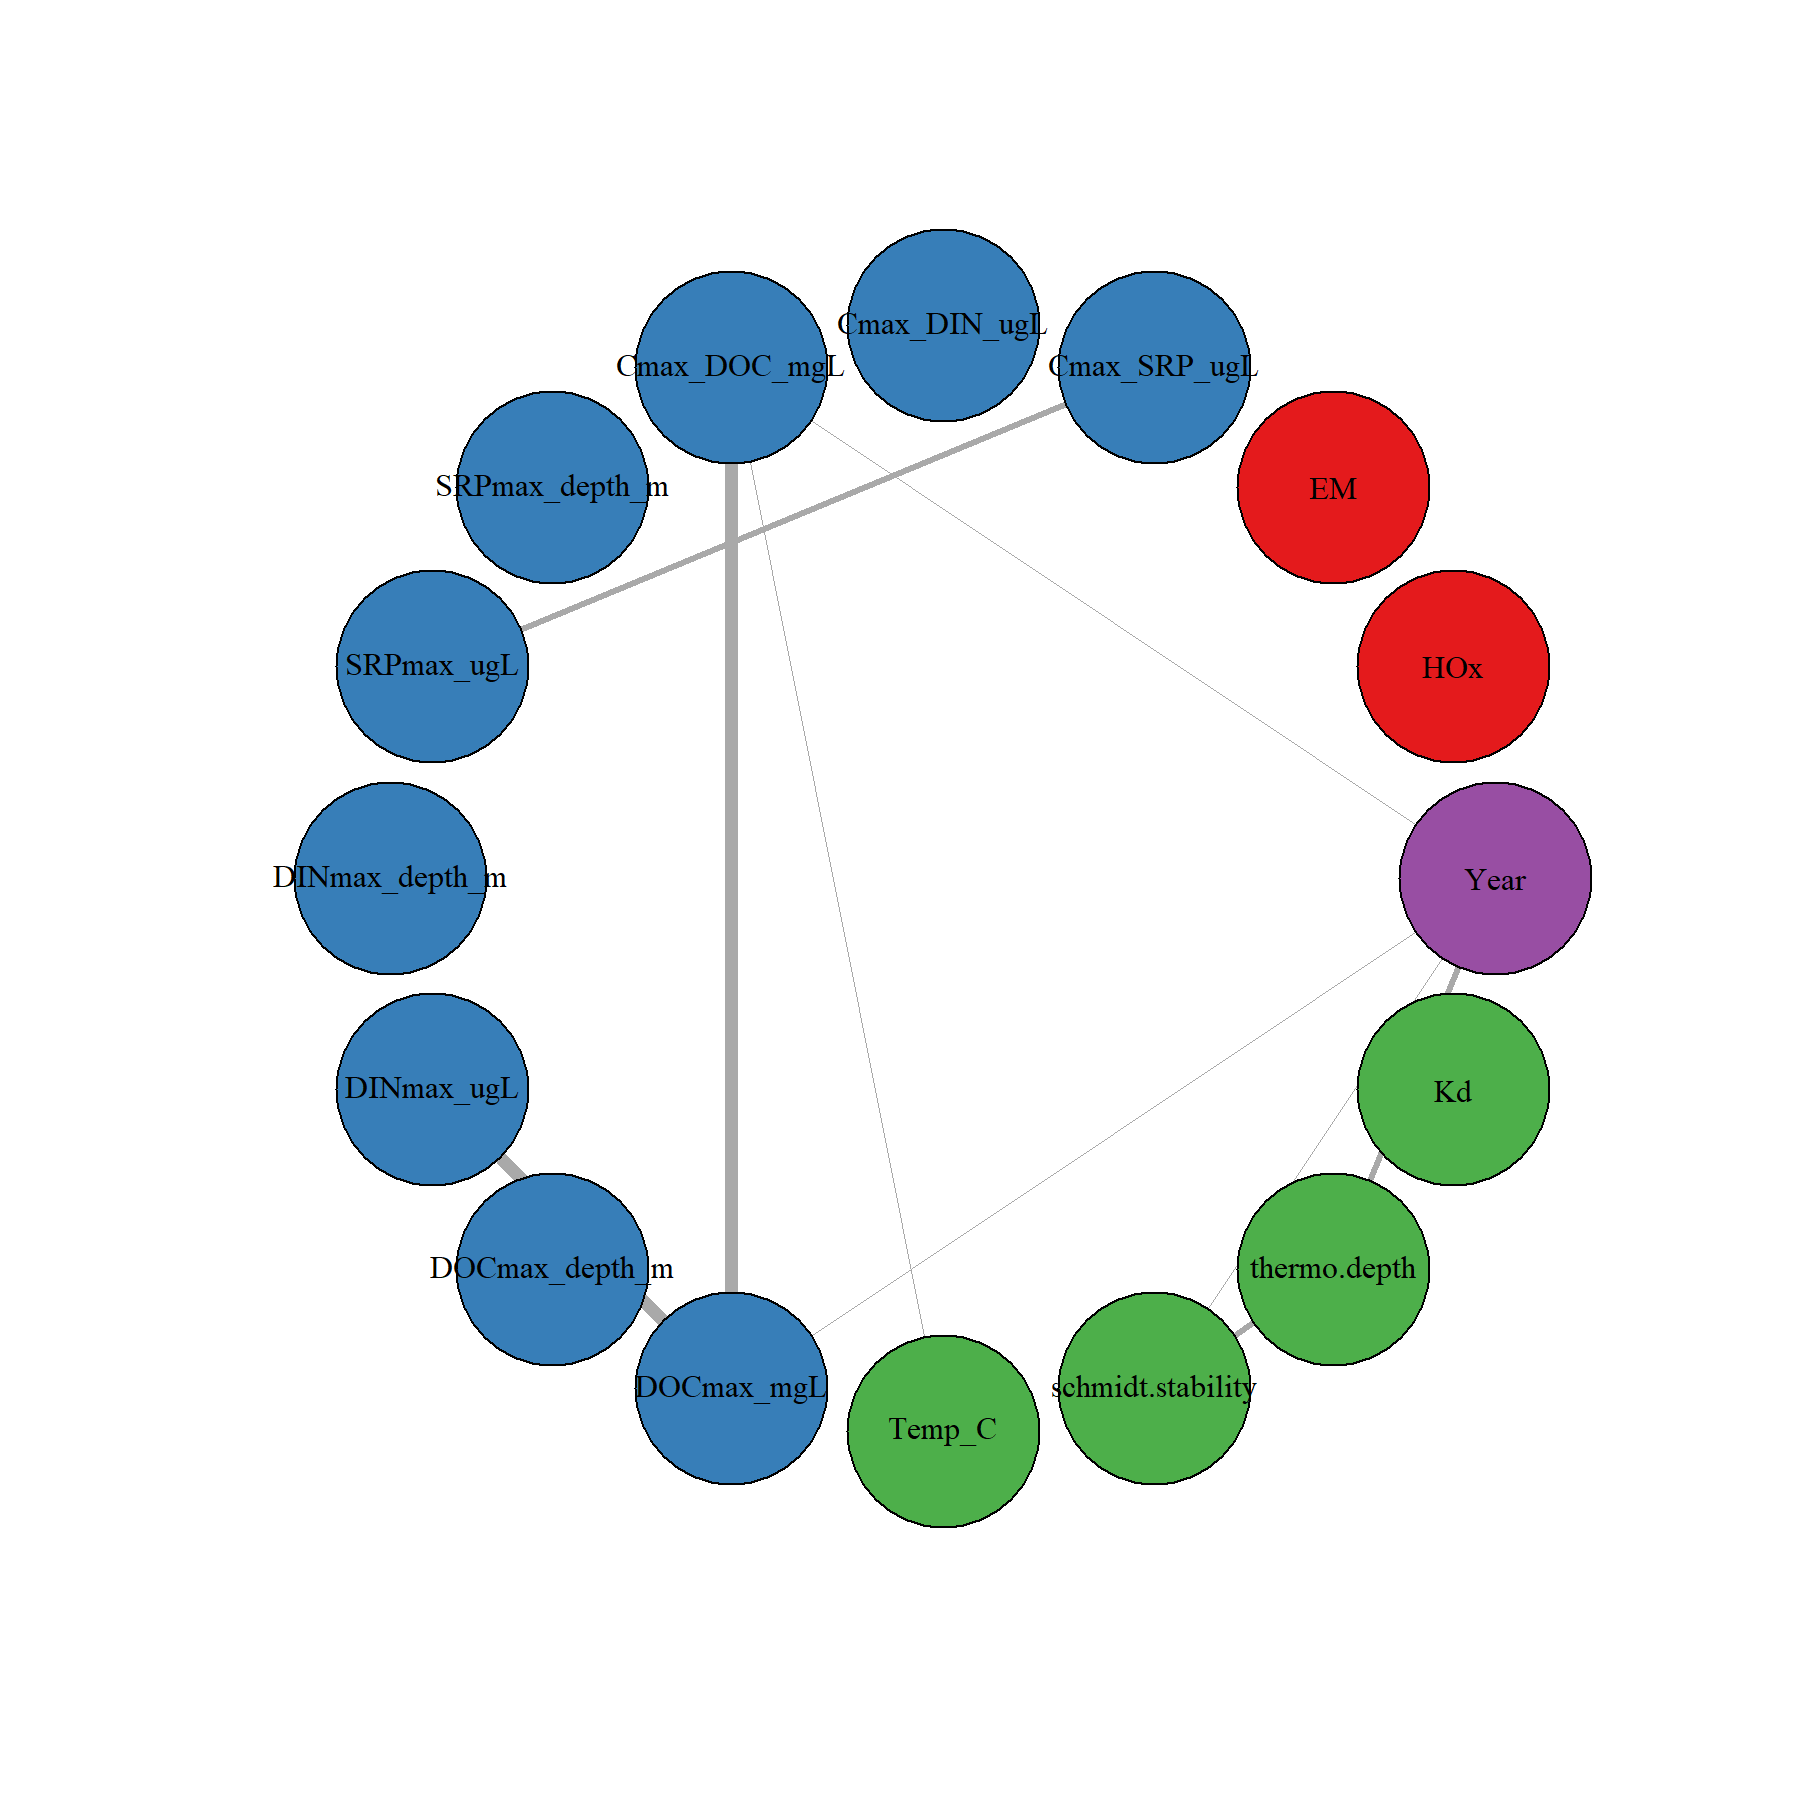 Cmax_DIN_ugL
Cmax_DOC_mgL
Cmax_SRP_ugL
SRPmax_depth_m
EM
SRPmax_ugL
HOx
DINmax_depth_m
Year
DINmax_ugL
Kd
DOCmax_depth_m
thermo.depth
DOCmax_mgL
schmidt.stability
Temp_C